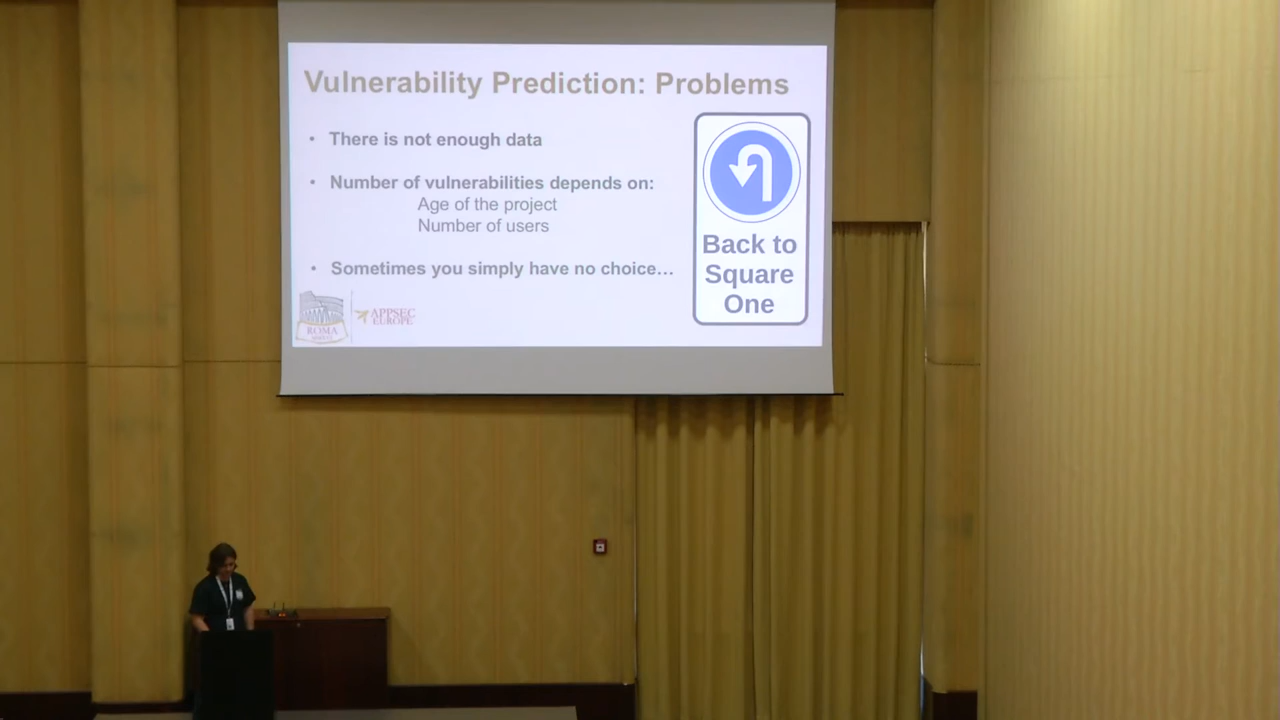 Vulnerability Prediction: Problems
• There is not enough data
• Number of vulnerabilities depends on:
Age of the project
Number of users
• Sometimes you simply have no choice…
Back to
Square
One
ROMA
APPSEC
EUROPE